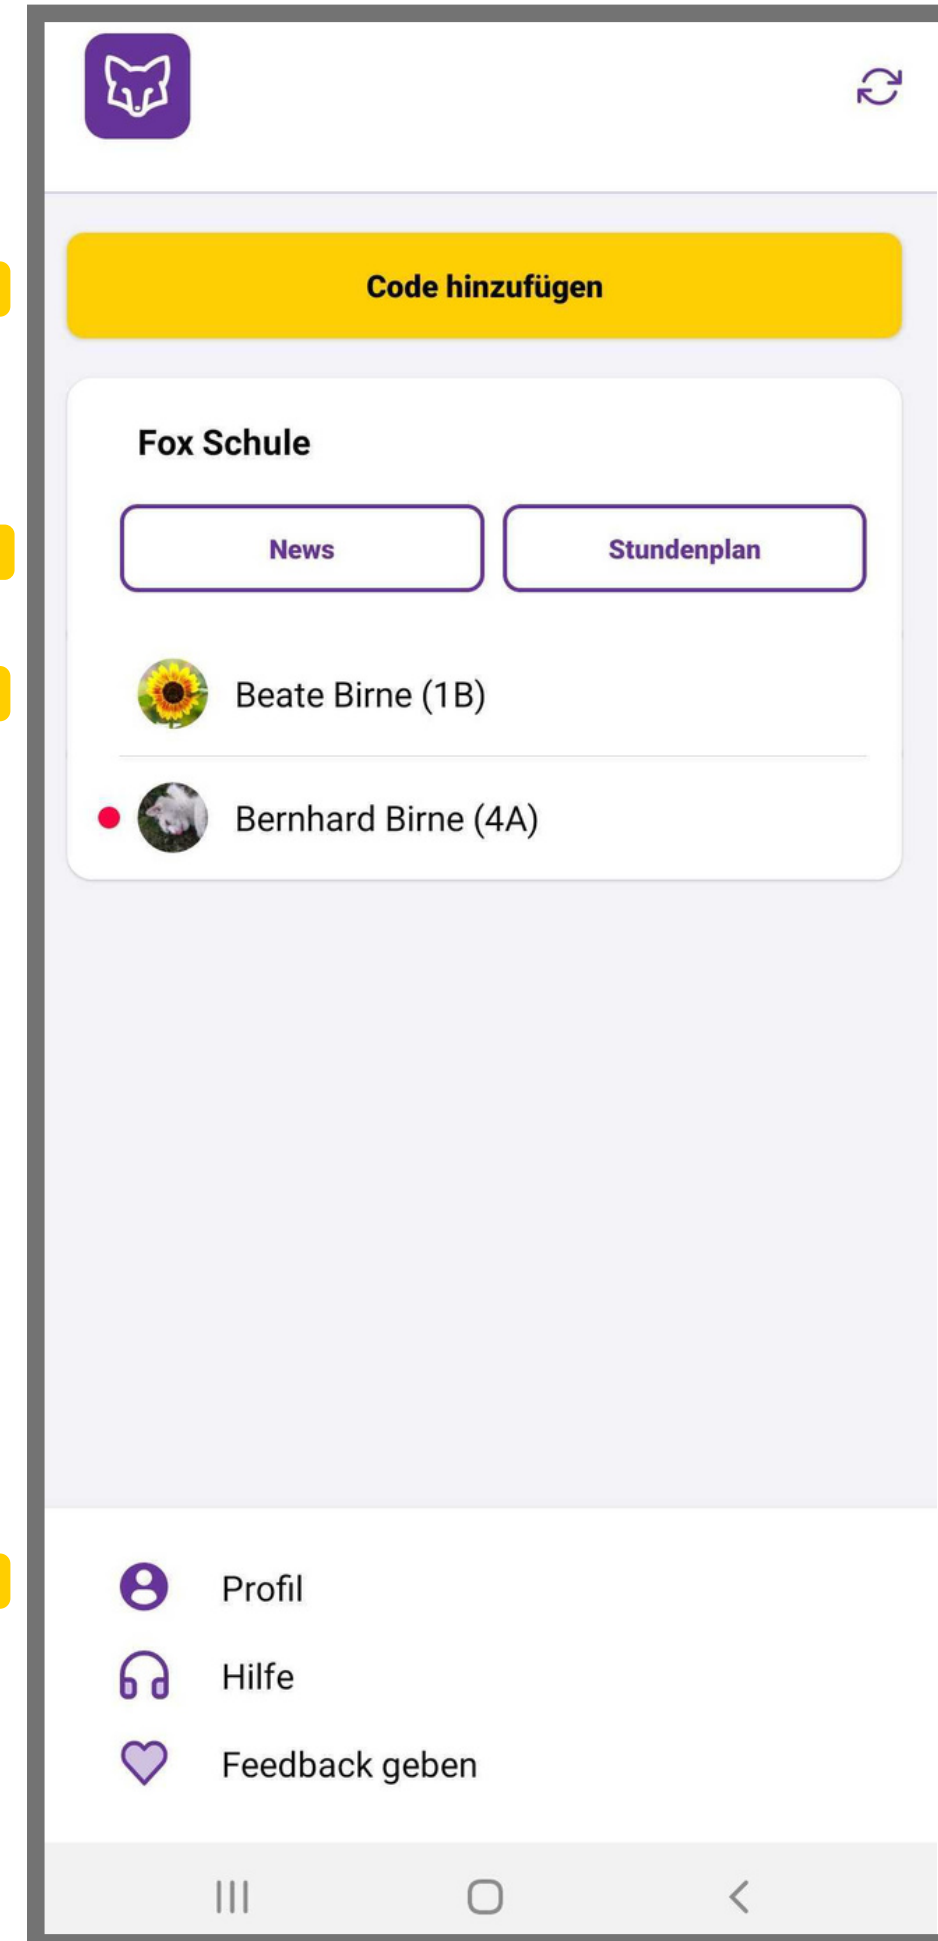 Code hinzufügen
Fox Schule
News
Stundenplan
Beate Birne (1B)
Bernhard Birne (4A)
Profil
Hilfe
Feedback geben